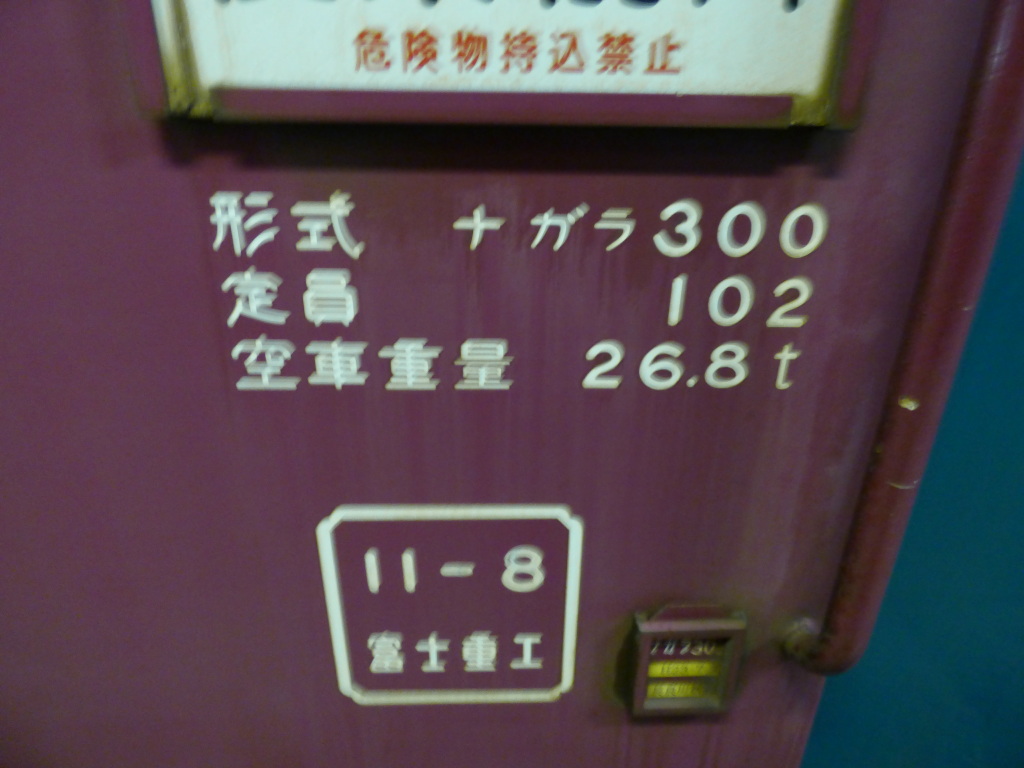 危険物持込禁止
形式 ナガラ300
定員 102
空車重量 26.8t
11-8
富士重工